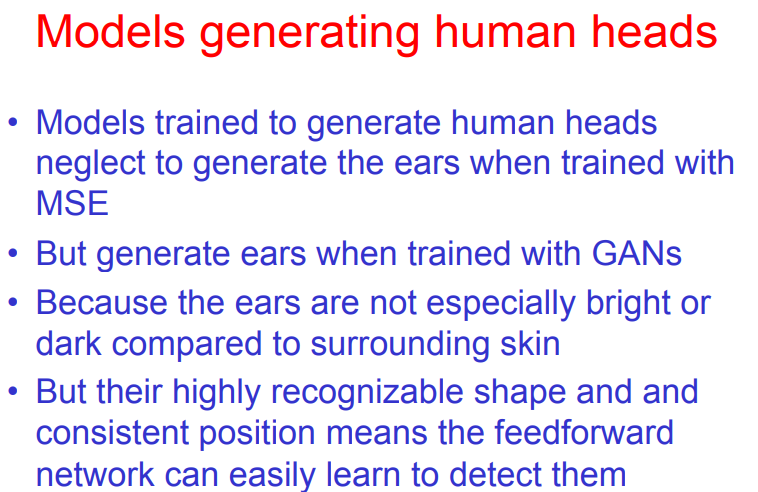 Models generating human heads
• Models trained to generate human heads
neglect to generate the ears when trained with
MSE
• But generate ears when trained with GANs
• Because the ears are not especially bright or
dark compared to surrounding skin
• But their highly recognizable shape and and
consistent position means the feedforward
network can easily learn to detect them